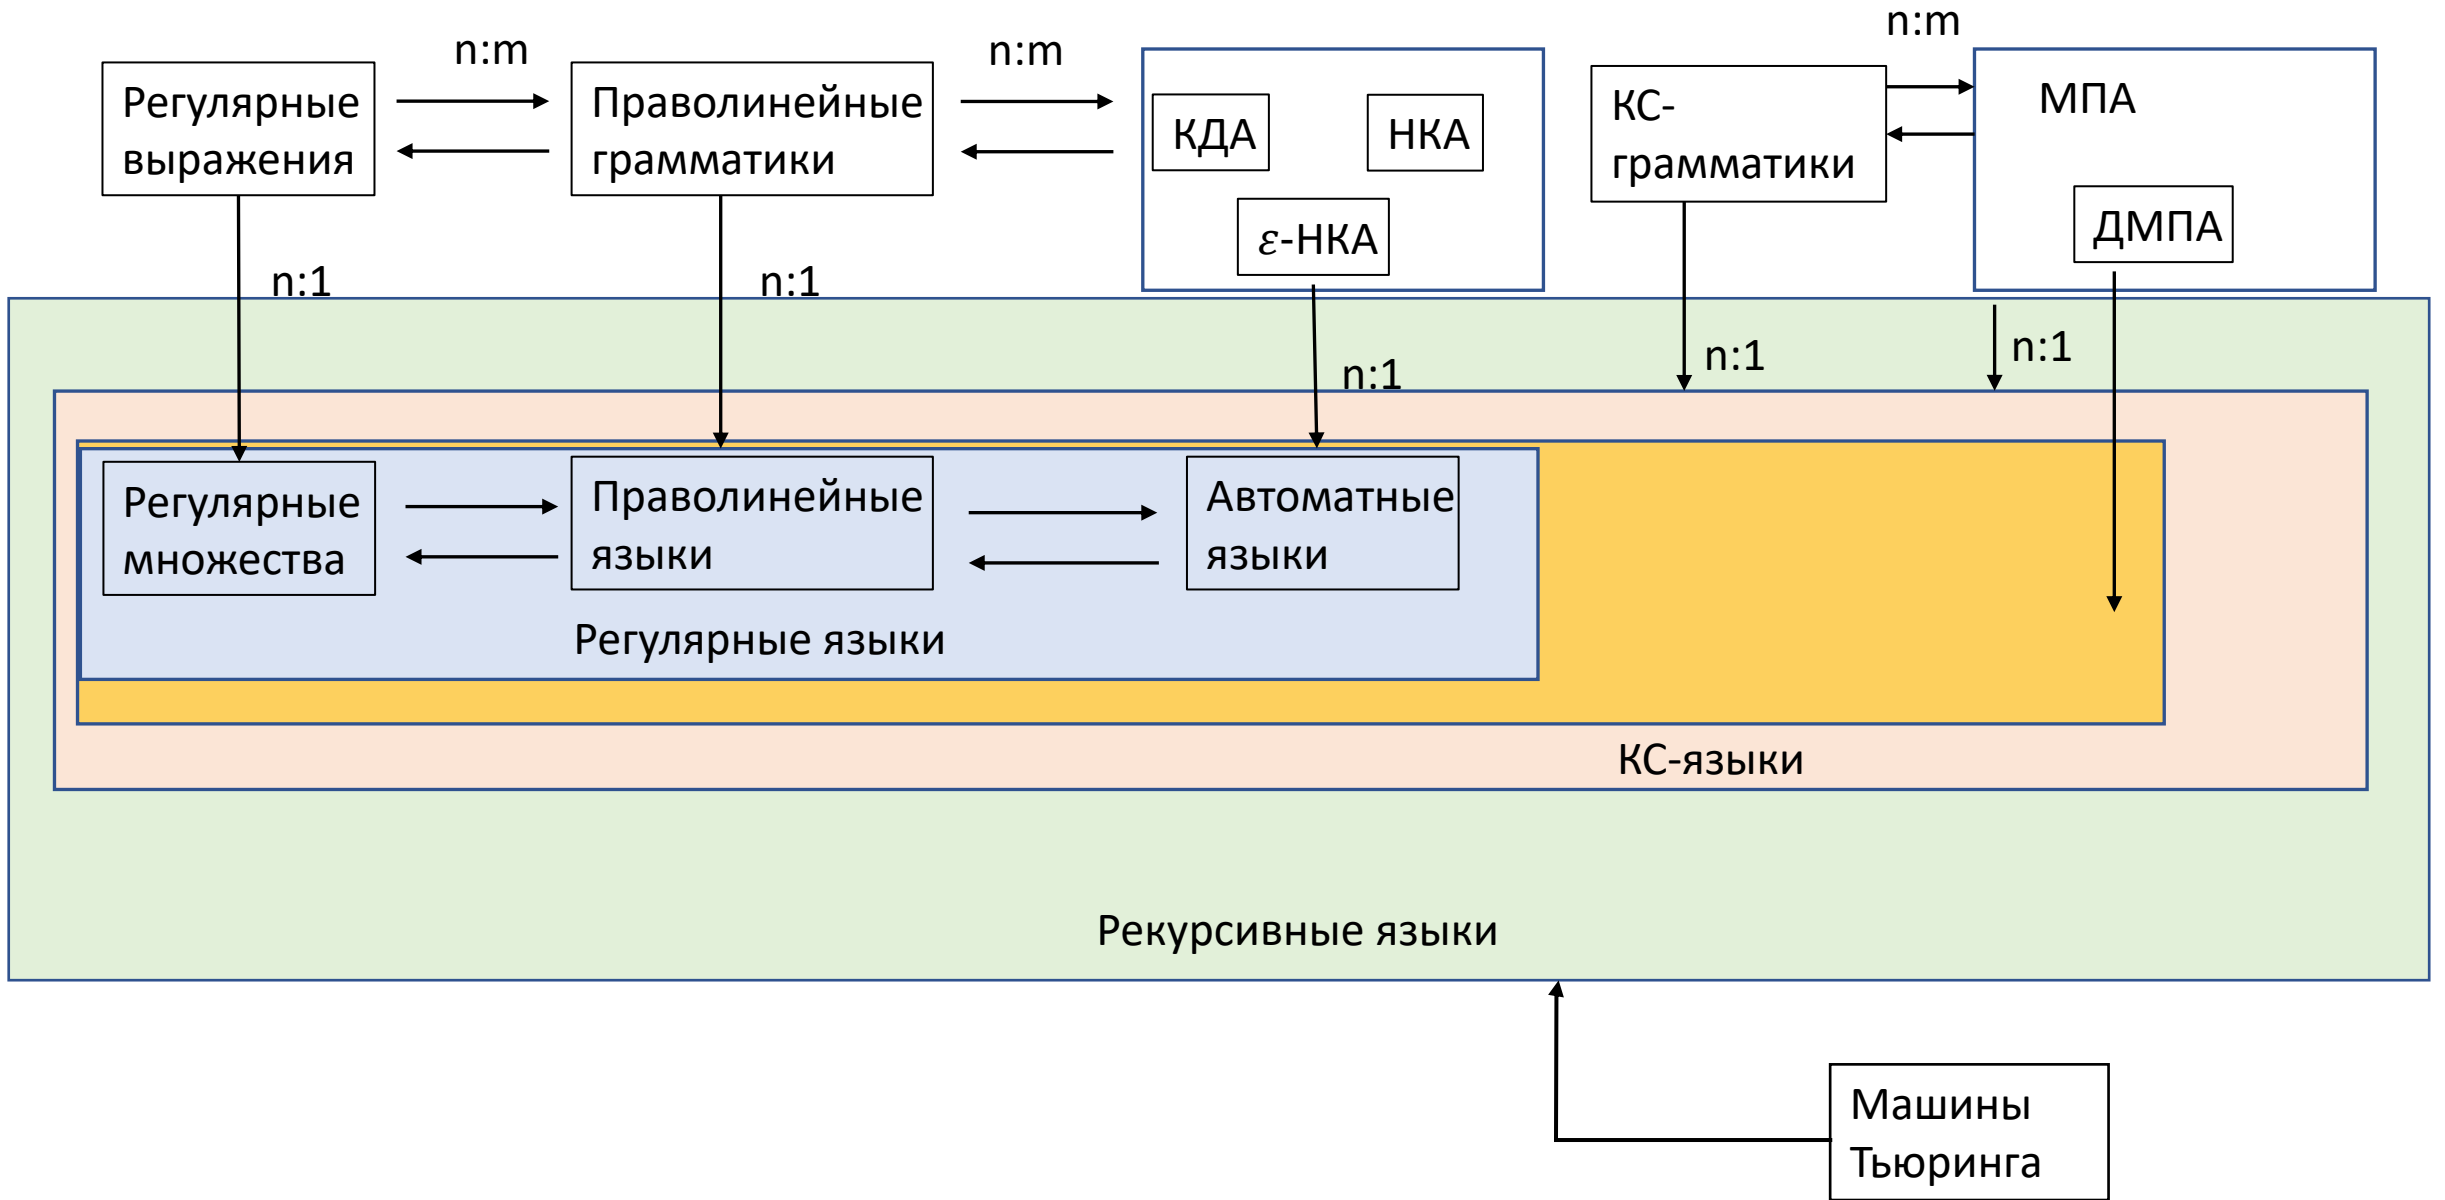 n:m
n:m
n:m
Регулярные
выражения
Праволинейные
грамматики
КДА
НКА
ε-НКА
КС-
грамматики
МПА
ДМПА
n:1
n:1
n:1
n:1
n:1
Регулярные
множества
Праволинейные
языки
Автоматные
языки
Регулярные языки
КС-языки
Рекурсивные языки
Машины
Тьюринга